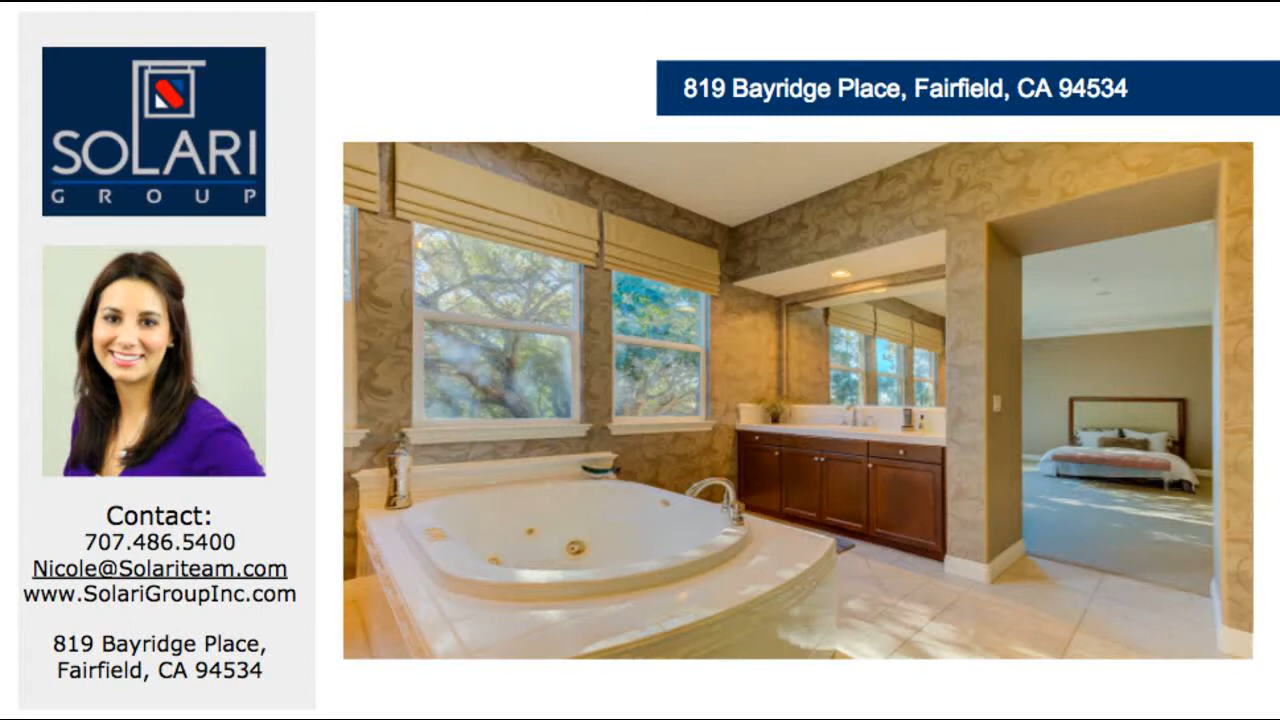 SOLARI
GROUP
819 Bayridge Place, Fairfield, CA 94534
Contact:
707.486.5400
Nicole@Solariteam.com
www.SolariGroupInc.com
819 Bayridge Place,
Fairfield, CA 94534